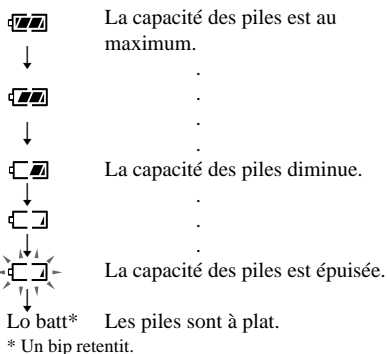 La capacité des piles est au
maximum.
.
.
.
.
La capacité des piles diminue.
.
.
.
La capacité des piles est épuisée.
Lo batt* Les piles sont à plat.
* Un bip retentit.